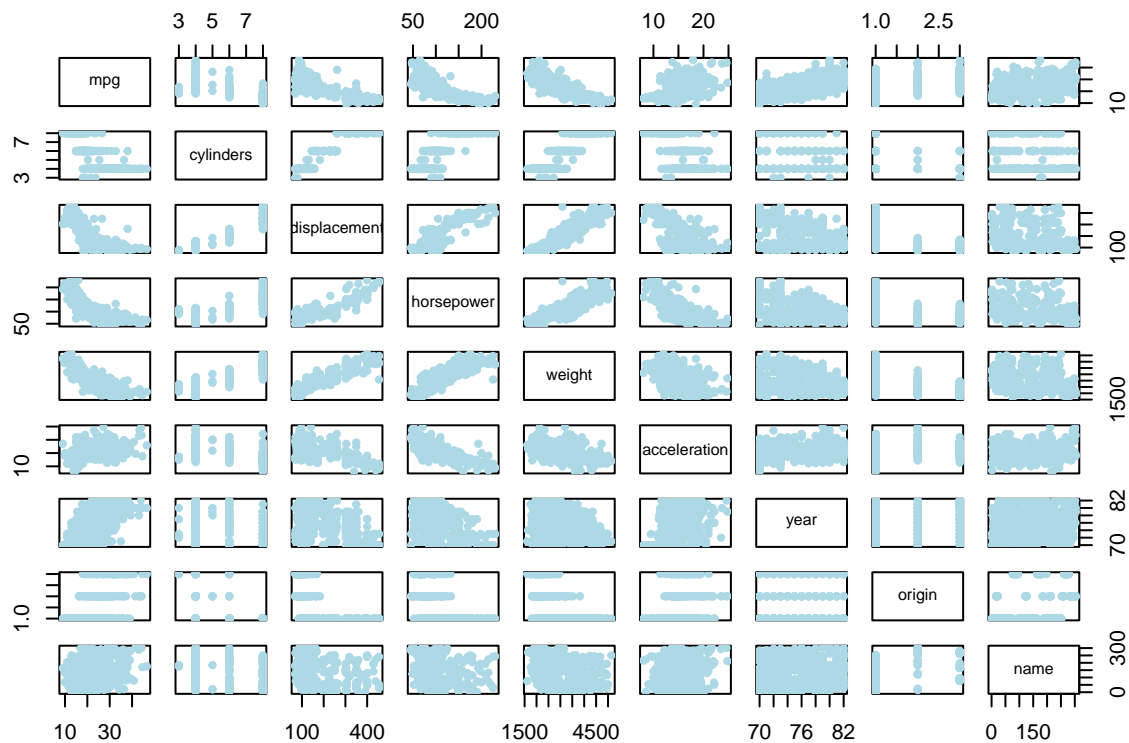 3 5 7 50 200 10 20 1.0 2.5
mpg 10
7 3 cylinders
displacement 100
50 horsepower
weight 1500
10 acceleration
year 82 70
1.0 origin
name 300 0
10 30 100 400 1500 4500 70 76 82 0 150